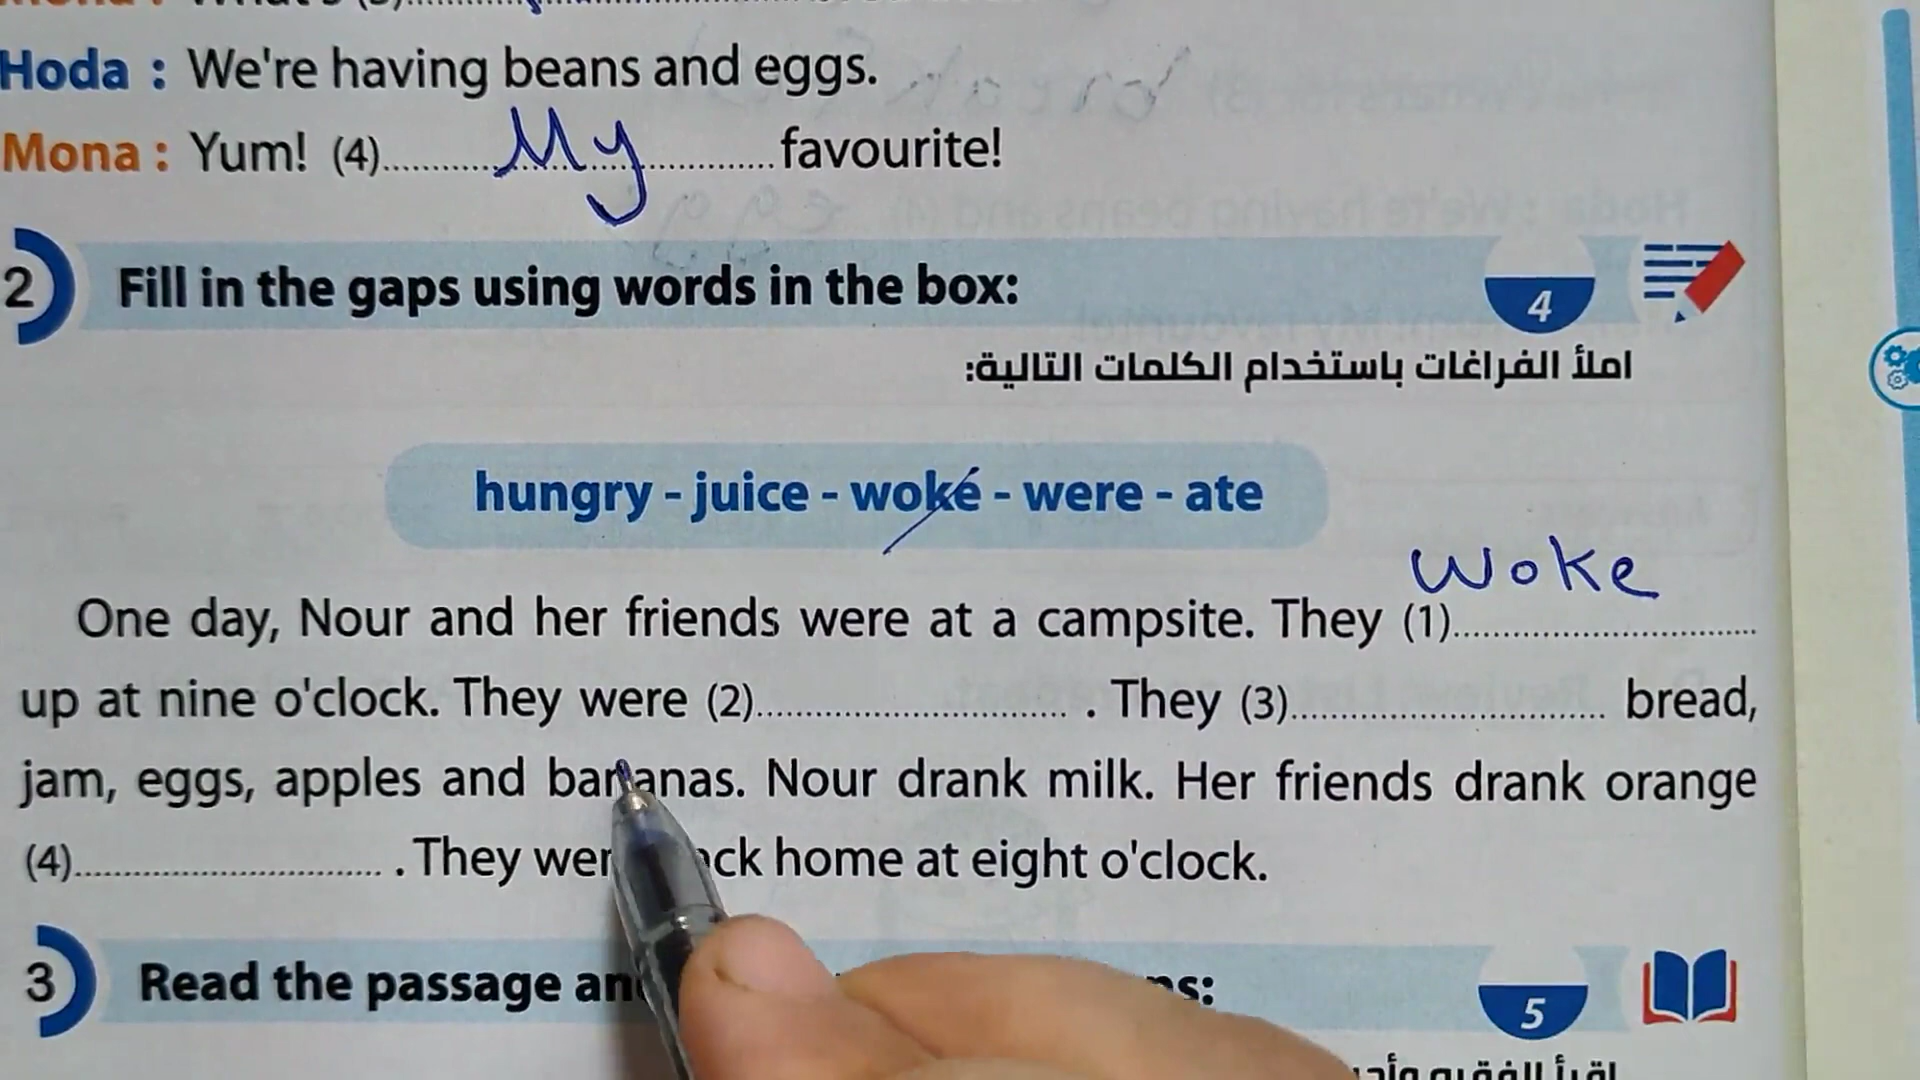 Hoda : We're having beans and eggs.
Mona : Yum! (4)..........My..........favourite!
2 Fill in the gaps using words in the box: 4
املأ الفراغات باستخدام الكلمات التالية:
hungry - juice - woke - were - ate
woke
One day, Nour and her friends were at a campsite. They (1)..............................
up at nine o'clock. They were (2)............................... . They (3)............................... bread,
jam, eggs, apples and bananas. Nour drank milk. Her friends drank orange
(4)............................... . They home at eight o'clock.
3 Read the passage 5
اقرأ